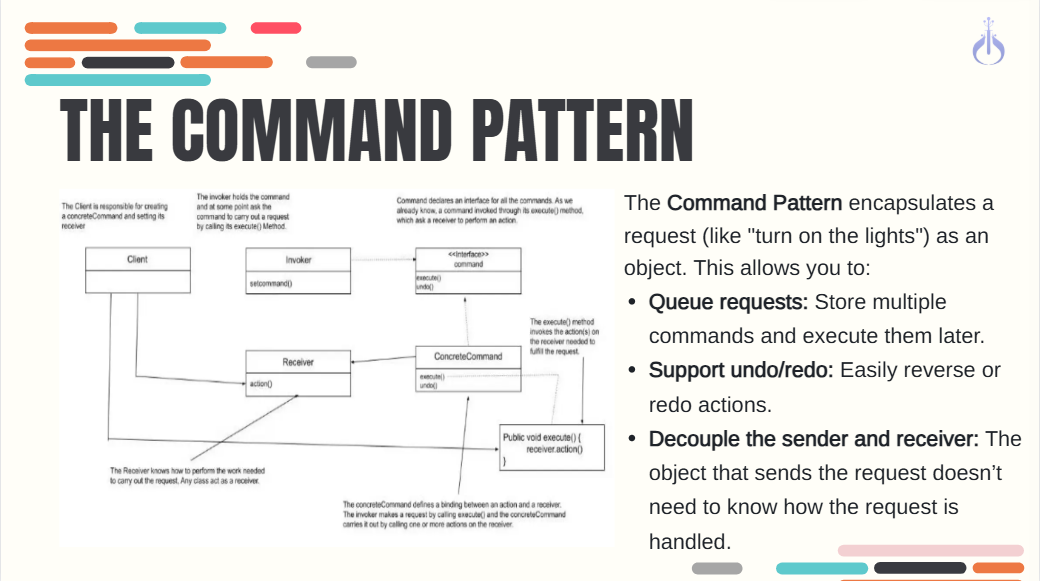 THE COMMAND PATTERN
The Client is responsible for creating
a concreteCommand and setting its
receiver
The invoker holds the command
and at some point ask the
command to carry out a request
by calling its execute() Method.
Command declares an interface for all the commands. As we
already know, a command invoked through its execute() method,
which ask a receiver to perform an action.
Client
Invoker
setcommand()
<<Interface>>
command
execute()
undo()
The execute() method
invokes the action(s) on
the receiver needed to
fulfill the request.
Receiver
action()
ConcreteCommand
execute()
undo()
Public void execute() {
receiver.action()
}
The Receiver knows how to perform the work needed
to carry out the request, Any class act as a receiver.
The concreteCommand defines a binding between an action and a receiver.
The invoker makes a request by calling execute() and the concreteCommand
carries it out by calling one or more actions on the receiver.
The Command Pattern encapsulates a
request (like "turn on the lights") as an
object. This allows you to:
• Queue requests: Store multiple
commands and execute them later.
• Support undo/redo: Easily reverse or
redo actions.
• Decouple the sender and receiver: The
object that sends the request doesn’t
need to know how the request is
handled.